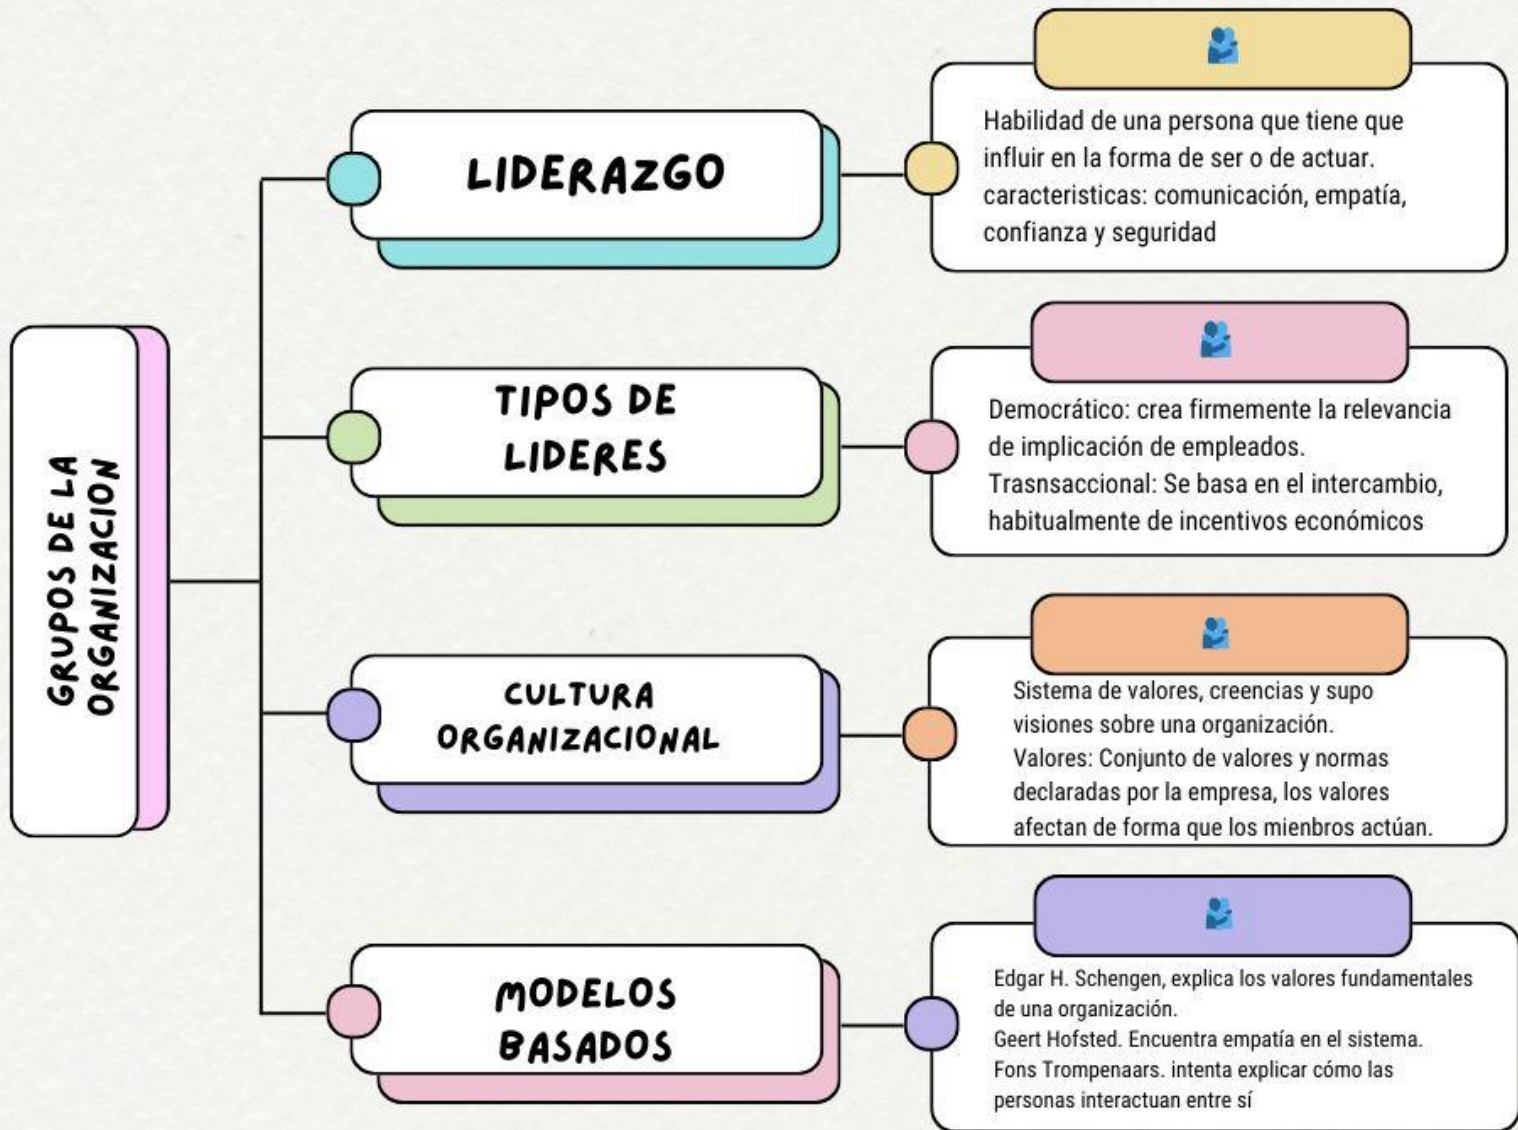 GRUPOS DE LA
ORGANIZACION
LIDERAZGO
Habilidad de una persona que tiene que
influir en la forma de ser o de actuar.
caracteristicas: comunicación, empatía,
confianza y seguridad
TIPOS DE
LIDERES
Democrático: crea firmemente la relevancia
de implicación de empleados.
Trasnsaccional: Se basa en el intercambio,
habitualmente de incentivos económicos
CULTURA
ORGANIZACIONAL
Sistema de valores, creencias y supo
visiones sobre una organización.
Valores: Conjunto de valores y normas
declaradas por la empresa, los valores
afectan de forma que los mienbros actúan.
MODELOS
BASADOS
Edgar H. Schengen, explica los valores fundamentales
de una organización.
Geert Hofsted. Encuentra empatía en el sistema.
Fons Trompenaars. intenta explicar cómo las
personas interactuan entre sí